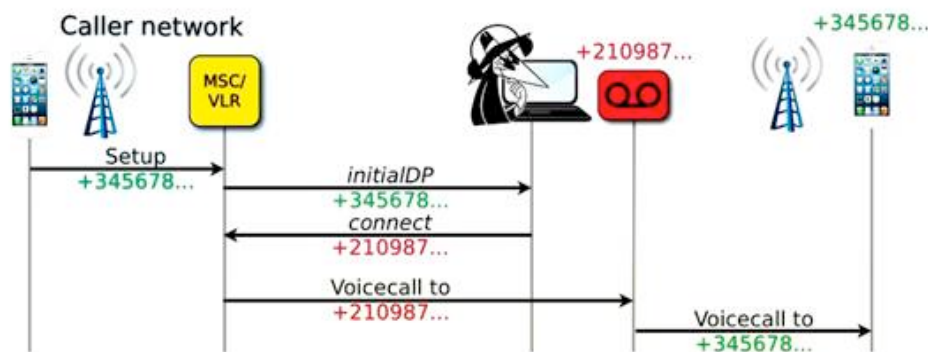 Caller network
+345678...
+210987...
MSC/
VLR
Setup
+345678...
initialDP
+345678...
connect
+210987...
Voicecall to
+210987...
Voicecall to
+345678...